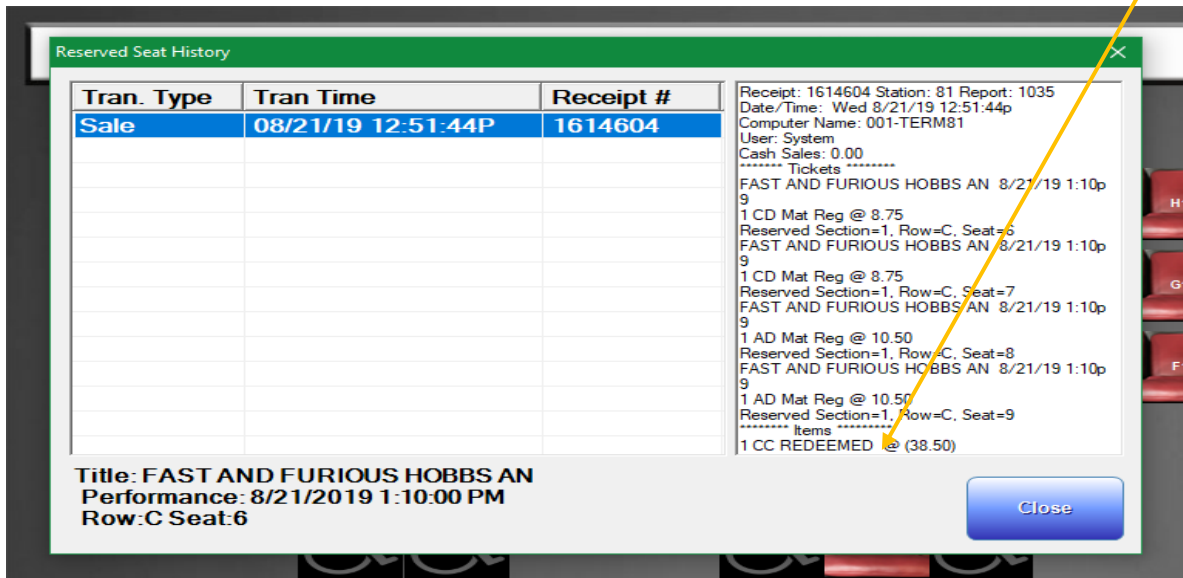 Reserved Seat History
Tran. Type Tran Time Receipt #
Sale 08/21/19 12:51:44P 1614604
Receipt: 1614604 Station: 81 Report: 1035
Date/Time: Wed 8/21/19 12:51:44p
Computer Name: 001-TERM81
User: System
Cash Sales: 0.00
******* Tickets ********
FAST AND FURIOUS HOBBS AN 8/21/19 1:10p
9
1 CD Mat Reg @ 8.75
Reserved Section=1, Row=C, Seat=6
FAST AND FURIOUS HOBBS AN 8/21/19 1:10p
9
1 CD Mat Reg @ 8.75
Reserved Section=1, Row=C, Seat=7
FAST AND FURIOUS HOBBS AN 8/21/19 1:10p
9
1 AD Mat Reg @ 10.50
Reserved Section=1, Row=C, Seat=8
FAST AND FURIOUS HOBBS AN 8/21/19 1:10p
9
1 AD Mat Reg @ 10.50
Reserved Section=1, Row=C, Seat=9
******** Items *********
1 CC REDEEMED @ (38.50)
Title: FAST AND FURIOUS HOBBS AN
Performance: 8/21/2019 1:10:00 PM
Row:C Seat:6
Close